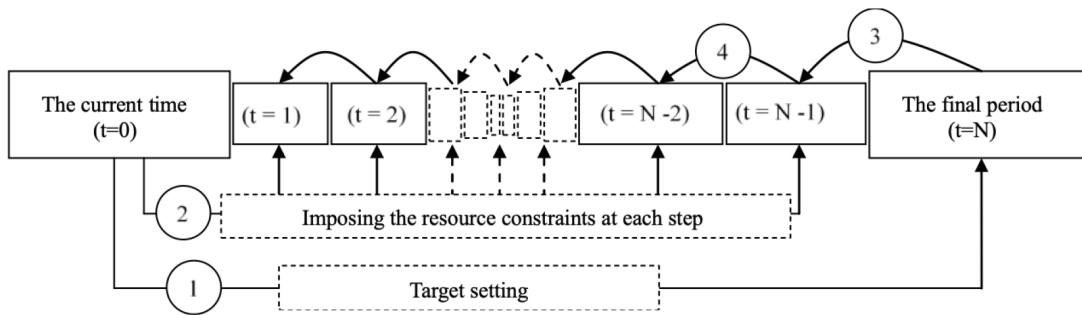 4
3
The current time
(t=0)
(t = 1)
(t = 2)
(t = N -2)
(t = N -1)
The final period
(t=N)
2
Imposing the resource constraints at each step
1
Target setting